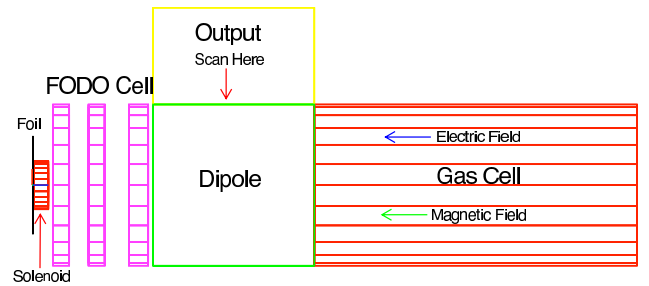 Output
Scan Here
FODO Cell
Foil
Electric Field
Dipole
Gas Cell
Magnetic Field
Solenoid